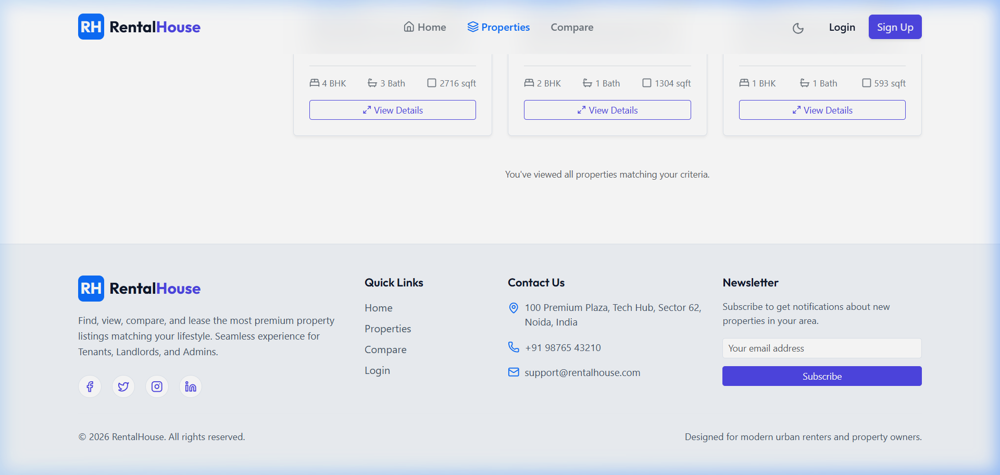 RH RentalHouse
Home
Properties
Compare
Login
Sign Up
4 BHK
3 Bath
2716 sqft
View Details
2 BHK
1 Bath
1304 sqft
View Details
1 BHK
1 Bath
593 sqft
View Details
You've viewed all properties matching your criteria.
RH RentalHouse
Find, view, compare, and lease the most premium property
listings matching your lifestyle. Seamless experience for
Tenants, Landlords, and Admins.
Quick Links
Home
Properties
Compare
Login
Contact Us
100 Premium Plaza, Tech Hub, Sector 62,
Noida, India
+91 98765 43210
support@rentalhouse.com
Newsletter
Subscribe to get notifications about new
properties in your area.
Your email address
Subscribe
© 2026 RentalHouse. All rights reserved.
Designed for modern urban renters and property owners.